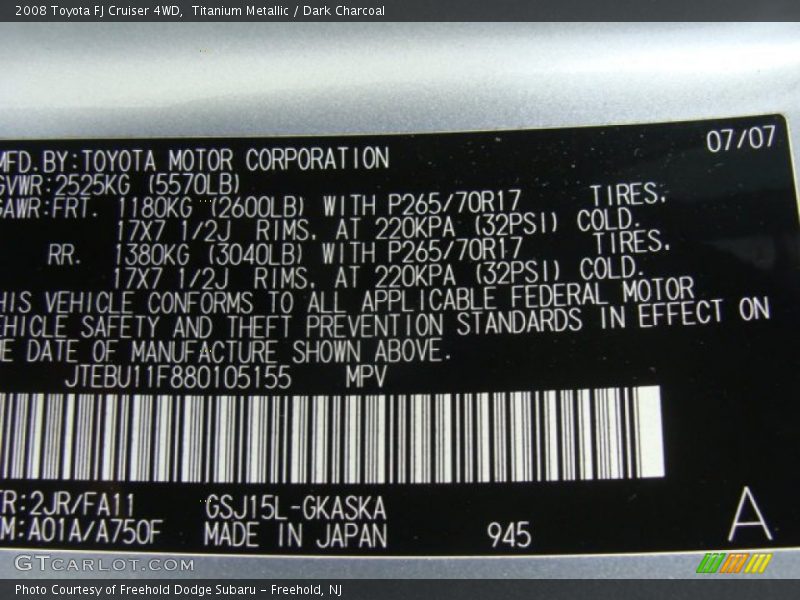 2008 Toyota FJ Cruiser 4WD,  Titanium Metallic / Dark Charcoal
07/07
MFD.BY:TOYOTA MOTOR CORPORATION
GVWR:2525KG (5570LB)
GAWR:FRT. 1180KG (2600LB) WITH P265/70R17 TIRES,
17X7 1/2J RIMS, AT 220KPA (32PSI) COLD.
RR. 1380KG (3040LB) WITH P265/70R17 TIRES,
17X7 1/2J RIMS, AT 220KPA (32PSI) COLD.
HIS VEHICLE CONFORMS TO ALL APPLICABLE FEDERAL MOTOR
EHICLE SAFETY AND THEFT PREVENTION STANDARDS IN EFFECT ON
E DATE OF MANUFACTURE SHOWN ABOVE.
JTEBU11F880105155 MPV
TR:2JR/FA11 GSJ15L-GKASKA
M:A01A/A750F MADE IN JAPAN 945 A
GTCARLOT.COM
Photo Courtesy of Freehold Dodge Subaru - Freehold, NJ